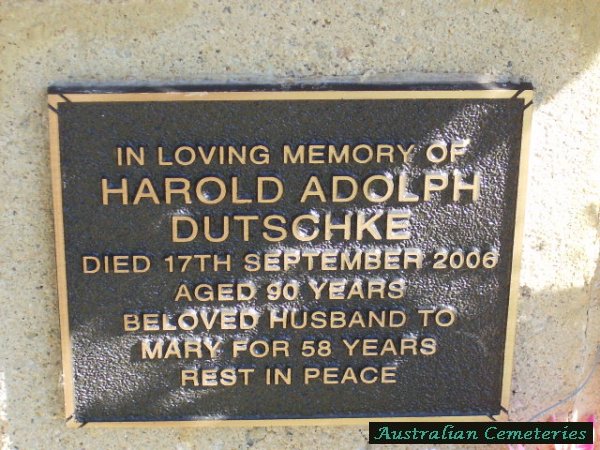 IN LOVING MEMORY OF
HAROLD ADOLPH
DUTSCHKE
DIED 17TH SEPTEMBER 2006
AGED 90 YEARS
BELOVED HUSBAND TO
MARY FOR 58 YEARS
REST IN PEACE
Australian Cemeteries